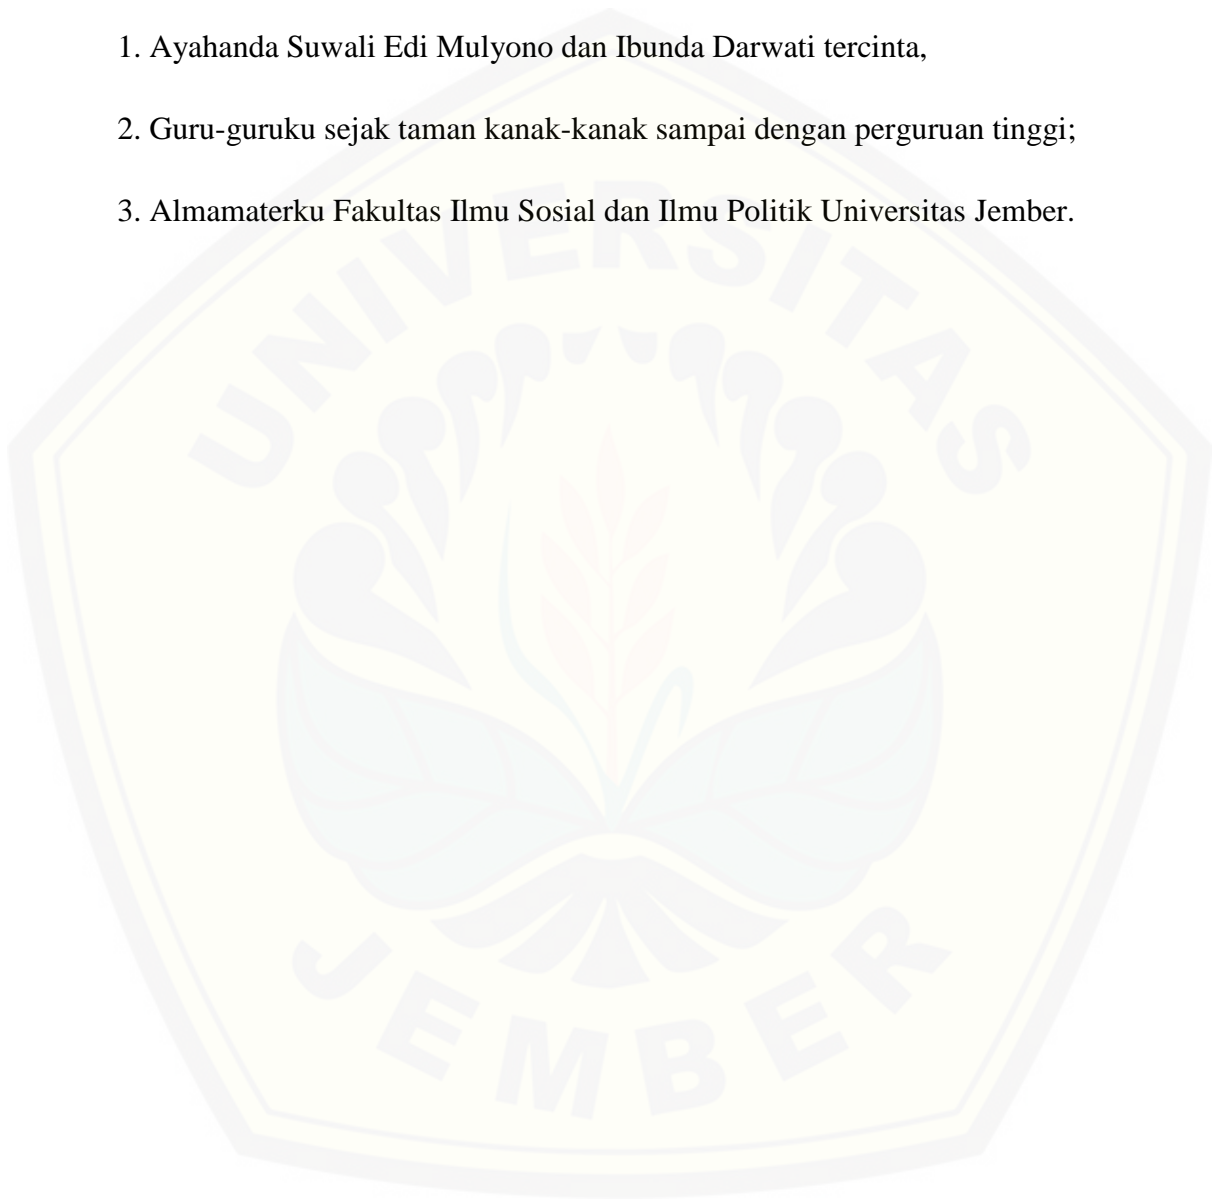 1. Ayahanda Suwali Edi Mulyono dan Ibunda Darwati tercinta,
2. Guru-guruku sejak taman kanak-kanak sampai dengan perguruan tinggi;
3. Almamaterku Fakultas Ilmu Sosial dan Ilmu Politik Universitas Jember.
UNIVERSITAS
JEMBER